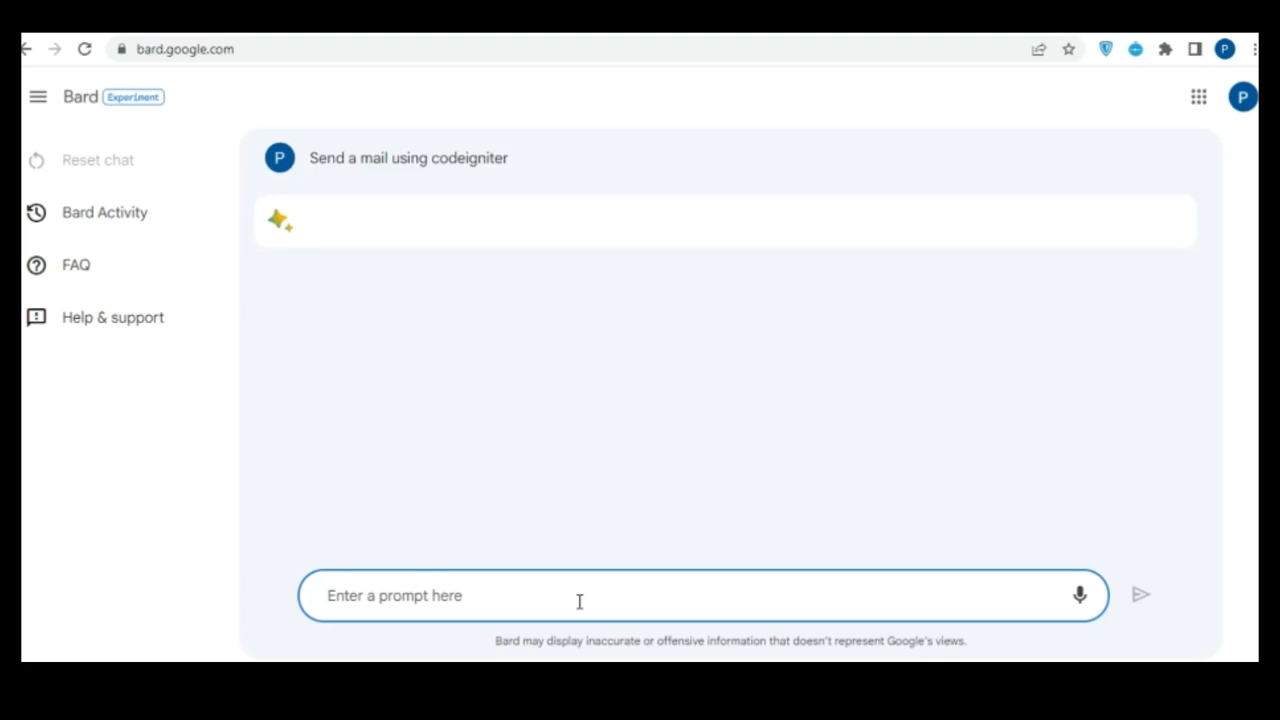 bard.google.com
P
Bard Experiment
P
Reset chat
Bard Activity
FAQ
Help & support
P Send a mail using codeigniter
Enter a prompt here
Bard may display inaccurate or offensive information that doesn't represent Google's views.